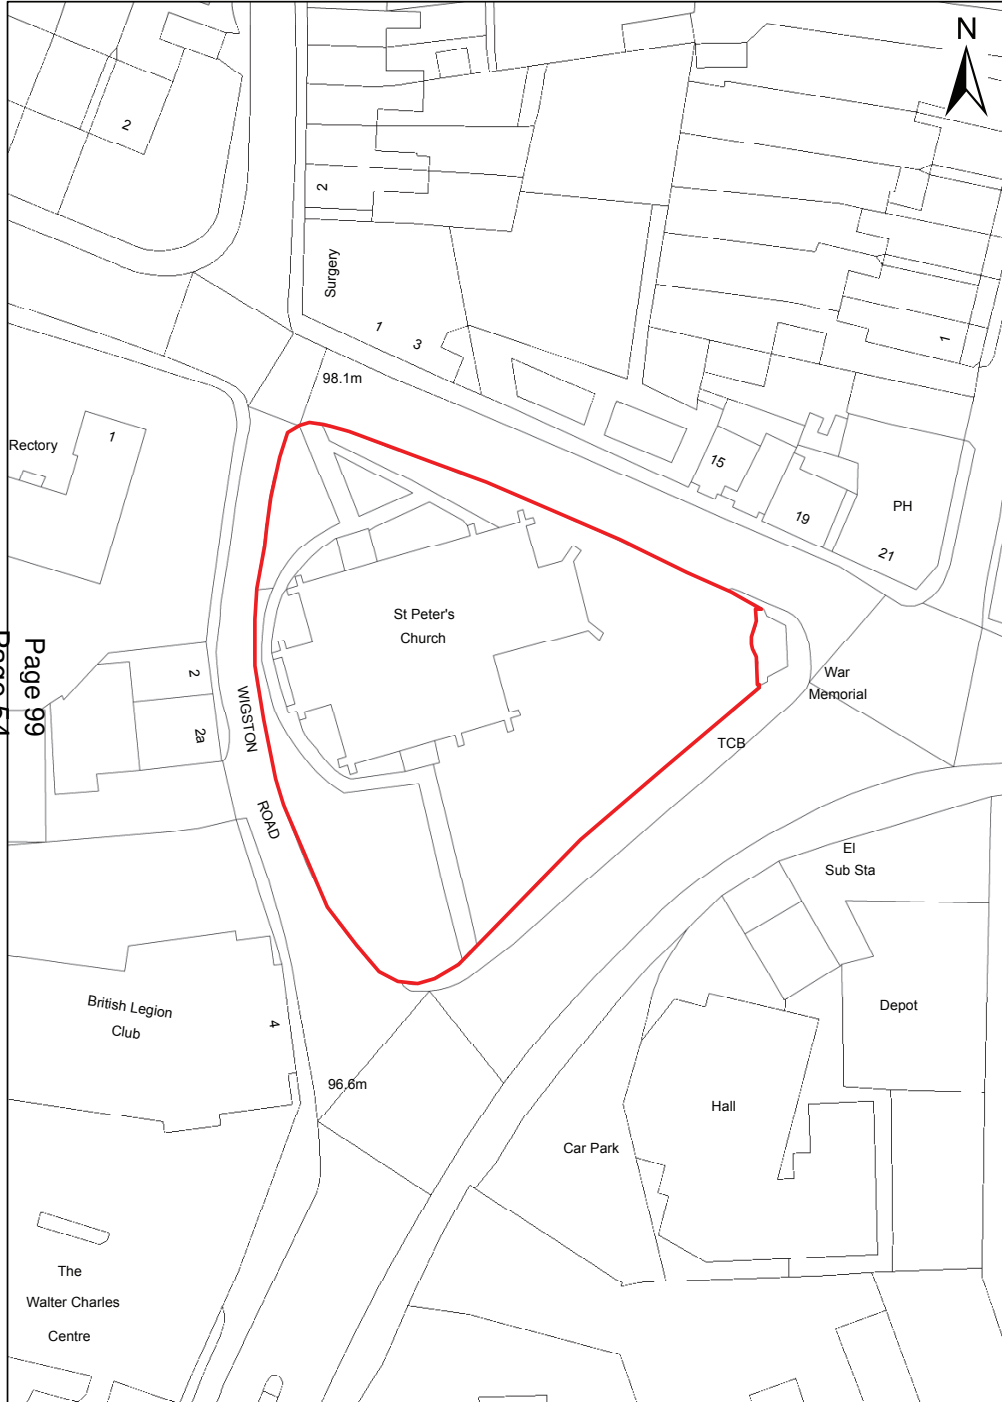 N
2
2
Surgery
1
3
98.1m
1
Rectory
1
15
19
PH
21
St Peter's
Church
War
Memorial
TCB
2
2a
WIGSTON
ROAD
Page 99
Page 54
El
Sub Sta
Depot
British Legion
Club
4
96.6m
Hall
Car Park
The
Walter Charles
Centre